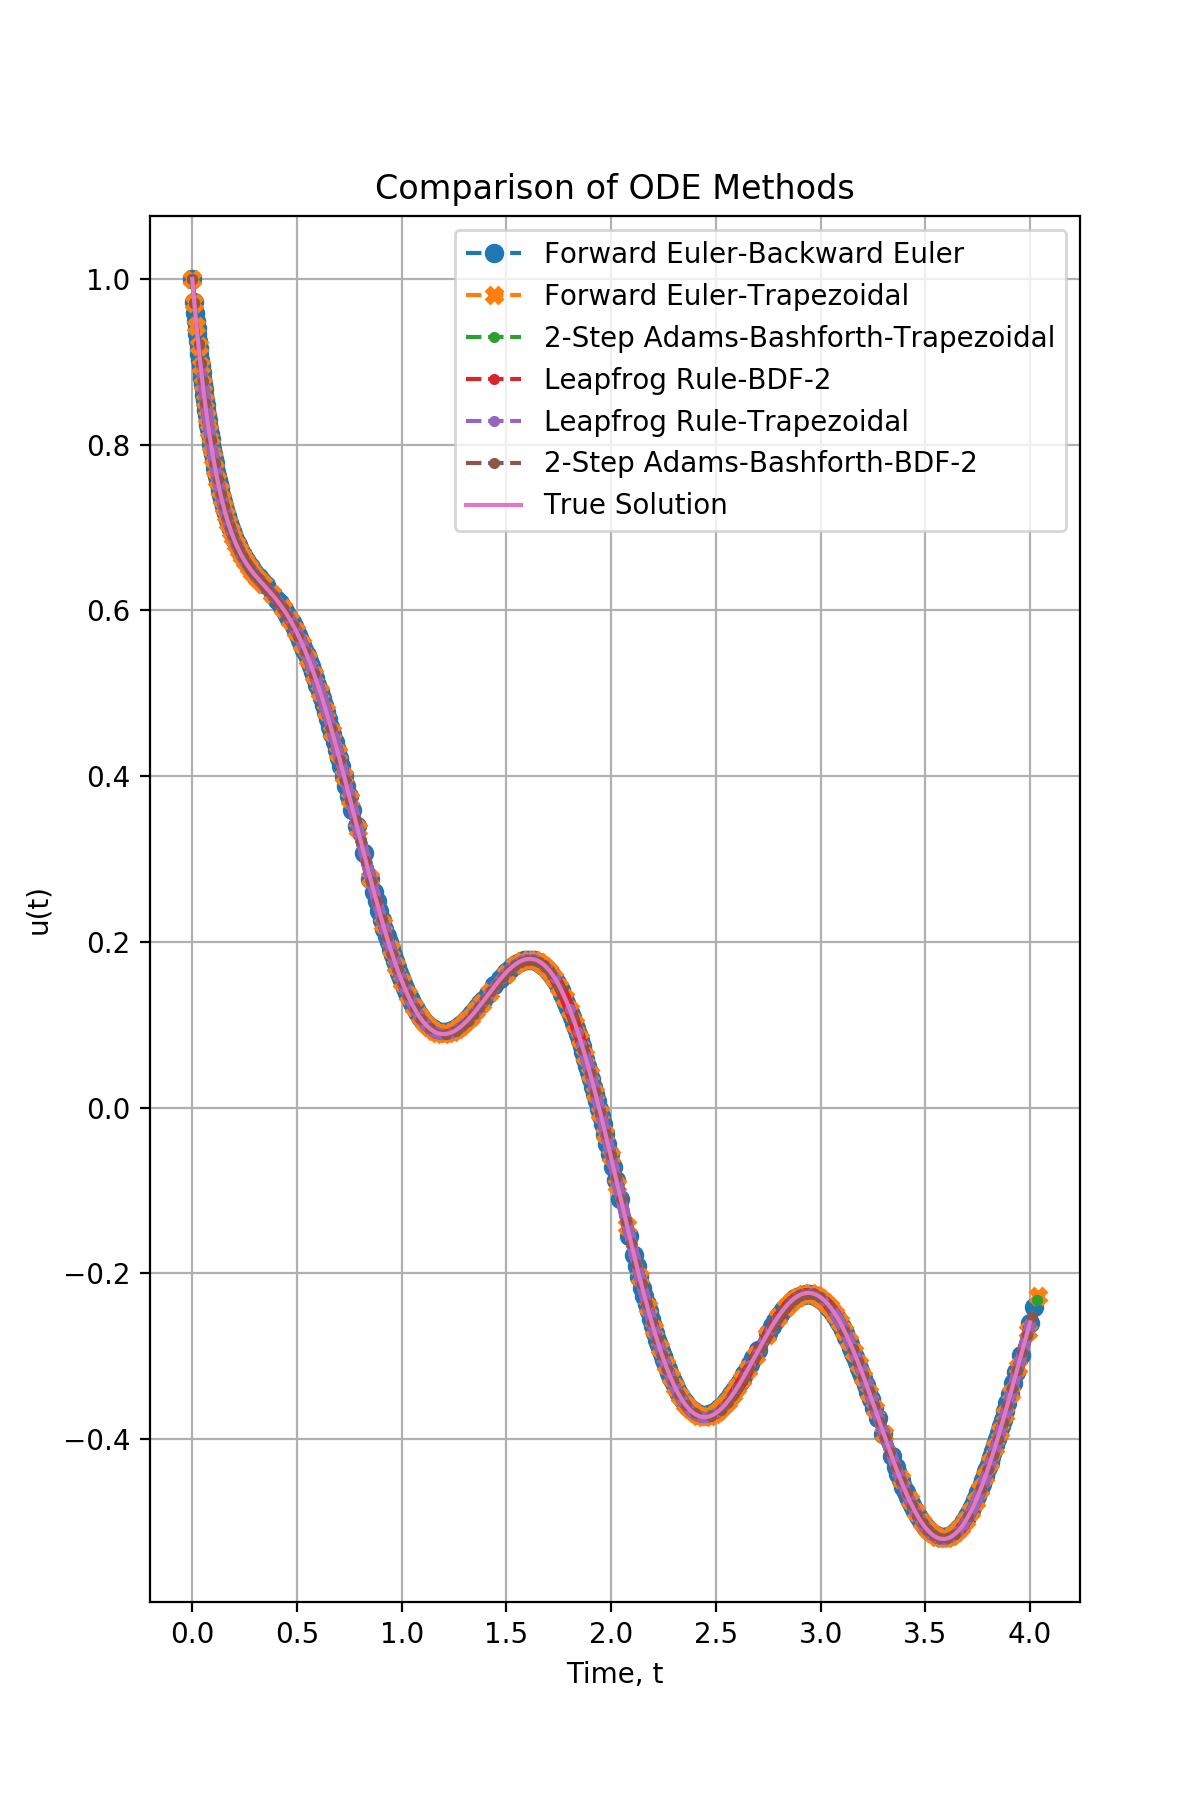 Comparison of ODE Methods
Forward Euler-Backward Euler
Forward Euler-Trapezoidal
2-Step Adams-Bashforth-Trapezoidal
Leapfrog Rule-BDF-2
Leapfrog Rule-Trapezoidal
2-Step Adams-Bashforth-BDF-2
True Solution
1.0
0.8
0.6
0.4
0.2
0.0
−0.2
−0.4
u(t)
0.0 0.5 1.0 1.5 2.0 2.5 3.0 3.5 4.0
Time, t